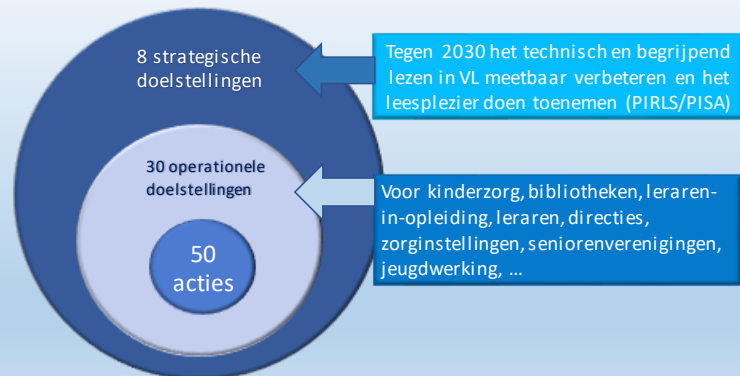 8 strategische
doelstellingen
Tegen 2030 het technisch en begrijpend
lezen in VL meetbaar verbeteren en het
leesplezier doen toenemen (PIRLS/PISA)
30 operationele
doelstellingen
Voor kinderzorg, bibliotheken, leraren-
in-opleiding, leraren, directies,
zorginstellingen, seniorenverenigingen,
jeugdwerking, ...
50
acties